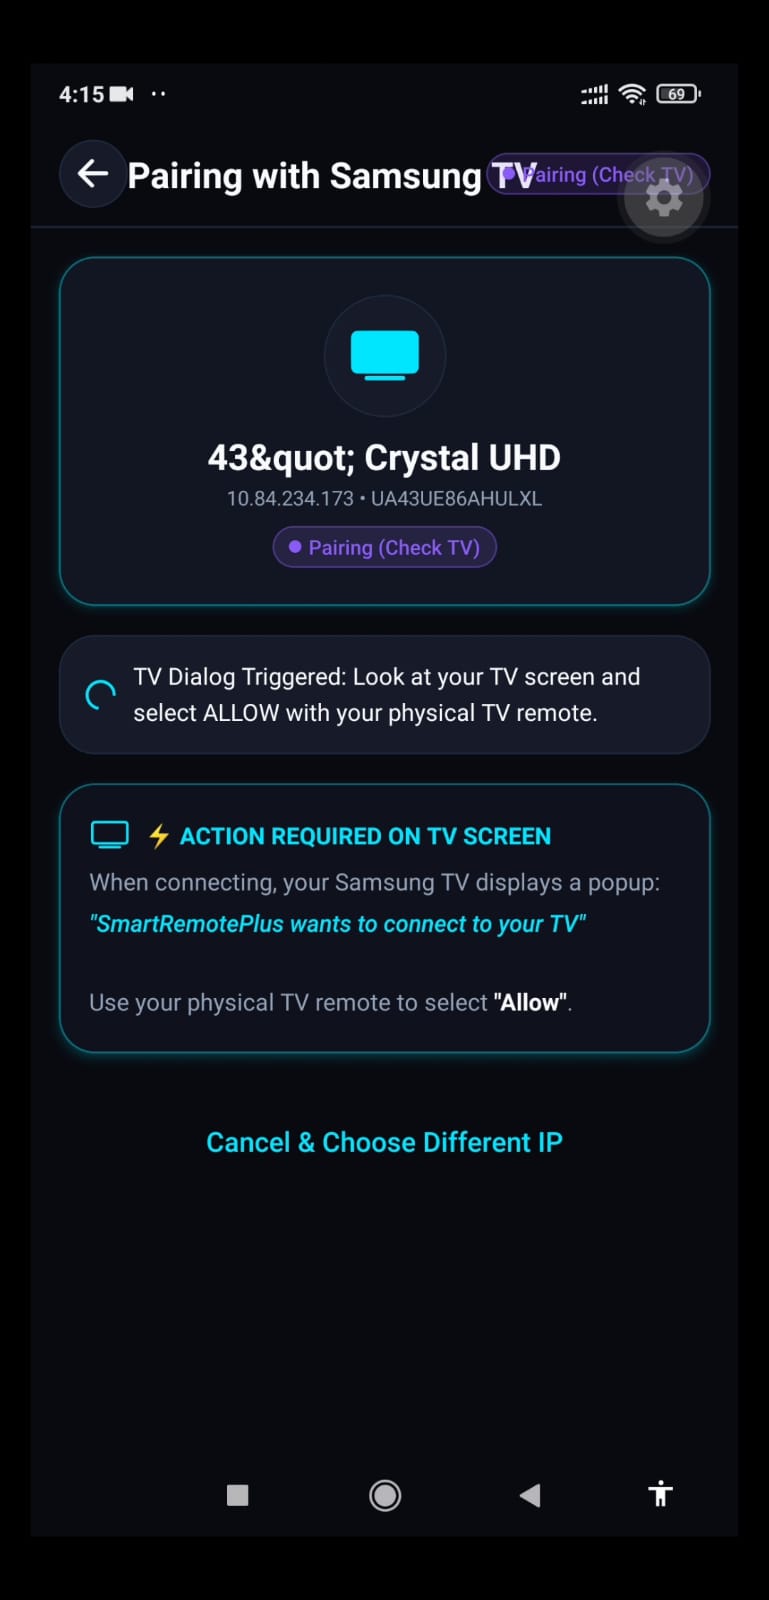 4:15
69
Pairing with Samsung TV
Pairing (Check TV)
43&quot; Crystal UHD
10.84.234.173 • UA43UE86AHULXL
Pairing (Check TV)
TV Dialog Triggered: Look at your TV screen and
select ALLOW with your physical TV remote.
⚡ ACTION REQUIRED ON TV SCREEN
When connecting, your Samsung TV displays a popup:
"SmartRemotePlus wants to connect to your TV"
Use your physical TV remote to select "Allow".
Cancel & Choose Different IP